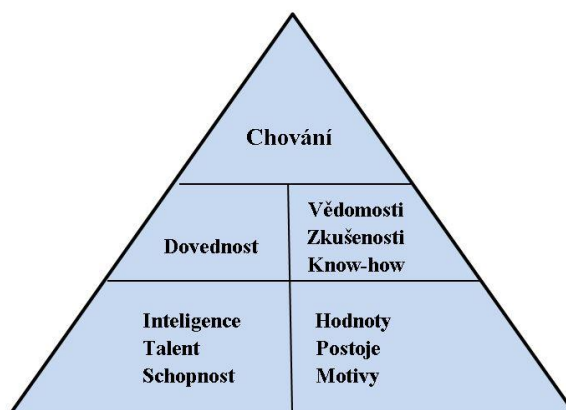 Chování
Dovednost
Vědomosti
Zkušenosti
Know-how
Inteligence
Talent
Schopnost
Hodnoty
Postoje
Motivy